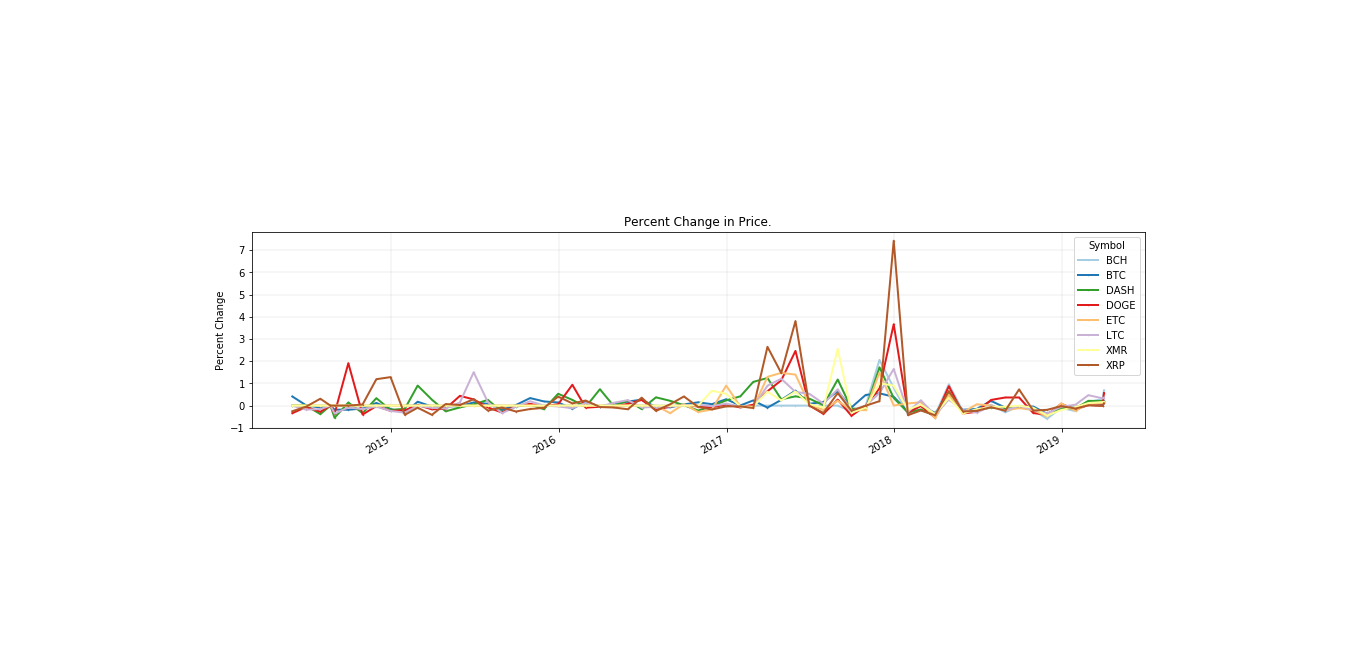 Percent Change in Price.
Percent Change
7
6
5
4
3
2
1
0
−1
2015
2016
2017
2018
2019
Symbol
BCH
BTC
DASH
DOGE
ETC
LTC
XMR
XRP